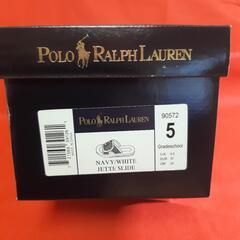 POLO RALPH LAUREN
POLO RALPH LAUREN
90572
5
Gradeschool
NAVY/WHITE
JETTE SLIDE